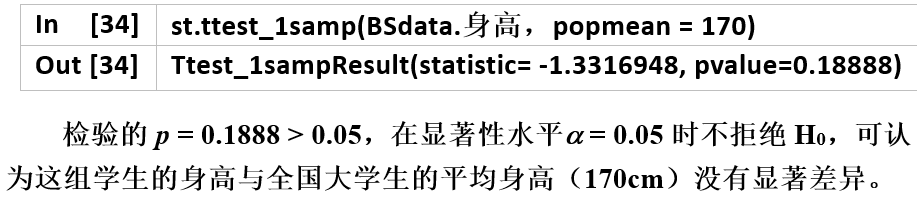 In [34] st.ttest_1samp(BSdata.身高，popmean = 170)
Out [34] Ttest_1sampResult(statistic= -1.3316948, pvalue=0.18888)
检验的 p = 0.1888 > 0.05，在显著性水平α = 0.05 时不拒绝 H₀，可认
为这组学生的身高与全国大学生的平均身高（170cm）没有显著差异。